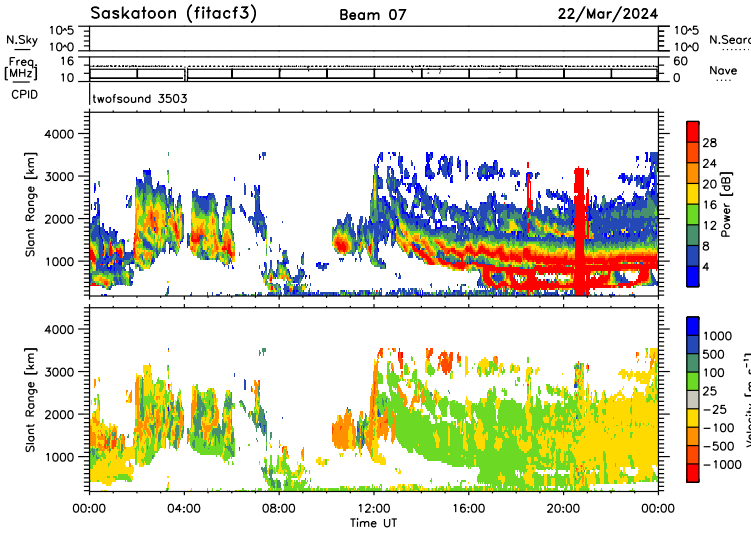 Saskatoon (fitacf3) Beam 07 22/Mar/2024
N.Sky 10^5 10^0 10^5 10^0 N.Sear
Freq. [MHz] 16 10 60 0 Nave
CPID twofsound 3503
Slant Range [km] 4000 3000 2000 1000
Power [dB] 28 24 20 16 12 8 4
Slant Range [km] 4000 3000 2000 1000
Velocity [m s^-1] 1000 500 100 25 -25 -100 -500 -1000
00:00 04:00 08:00 12:00 16:00 20:00 00:00
Time UT